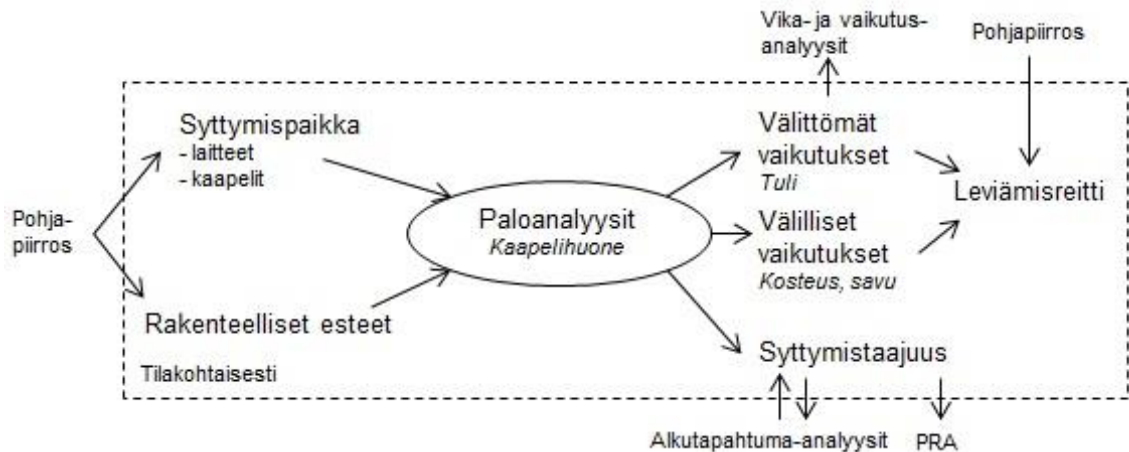 Vika- ja vaikutus-
analyysit
Pohjapiirros
Syttymispaikka
- laitteet
- kaapelit
Välittömät
vaikutukset
Tuli
Leviämisreitti
Pohja-
piirros
Paloanalyysit
Kaapelihuone
Välilliset
vaikutukset
Kosteus, savu
Rakenteelliset esteet
Syttymistaajuus
Tilakohtaisesti
Alkutapahtuma-analyysit
PRA